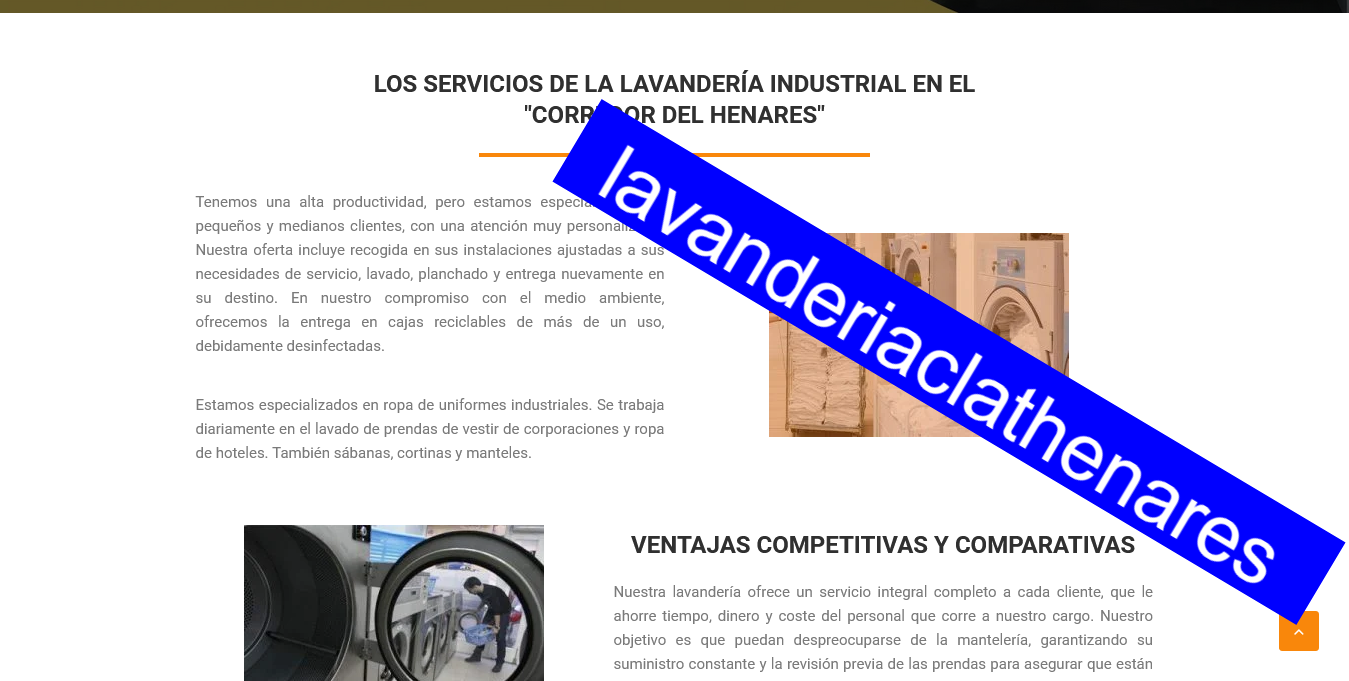 LOS SERVICIOS DE LA LAVANDERÍA INDUSTRIAL EN EL
DEL HENARES"
Tenemos una alta productividad, pero estamos
pequeños y medianos clientes, con una atención muy
Nuestra oferta incluye recogida en sus instalaciones ajustadas a sus
necesidades de servicio, lavado, planchado y entrega nuevamente en
su destino. En nuestro compromiso con el medio ambiente,
ofrecemos la entrega en cajas reciclables de más de un uso,
debidamente desinfectadas.
Estamos especializados en ropa de uniformes industriales. Se trabaja
diariamente en el lavado de prendas de vestir de corporaciones y ropa
de hoteles. También sábanas, cortinas y manteles.
lavanderiaclathenares
VENTAJAS COMPETITIVAS Y COMPARATIVAS
Nuestra lavandería ofrece un servicio integral completo a cada cliente, que le
ahorre tiempo, dinero y coste del personal que corre a nuestro cargo. Nuestro
objetivo es que puedan despreocuparse de la mantelería, garantizando su
suministro constante y la revisión previa de las prendas para asegurar que están